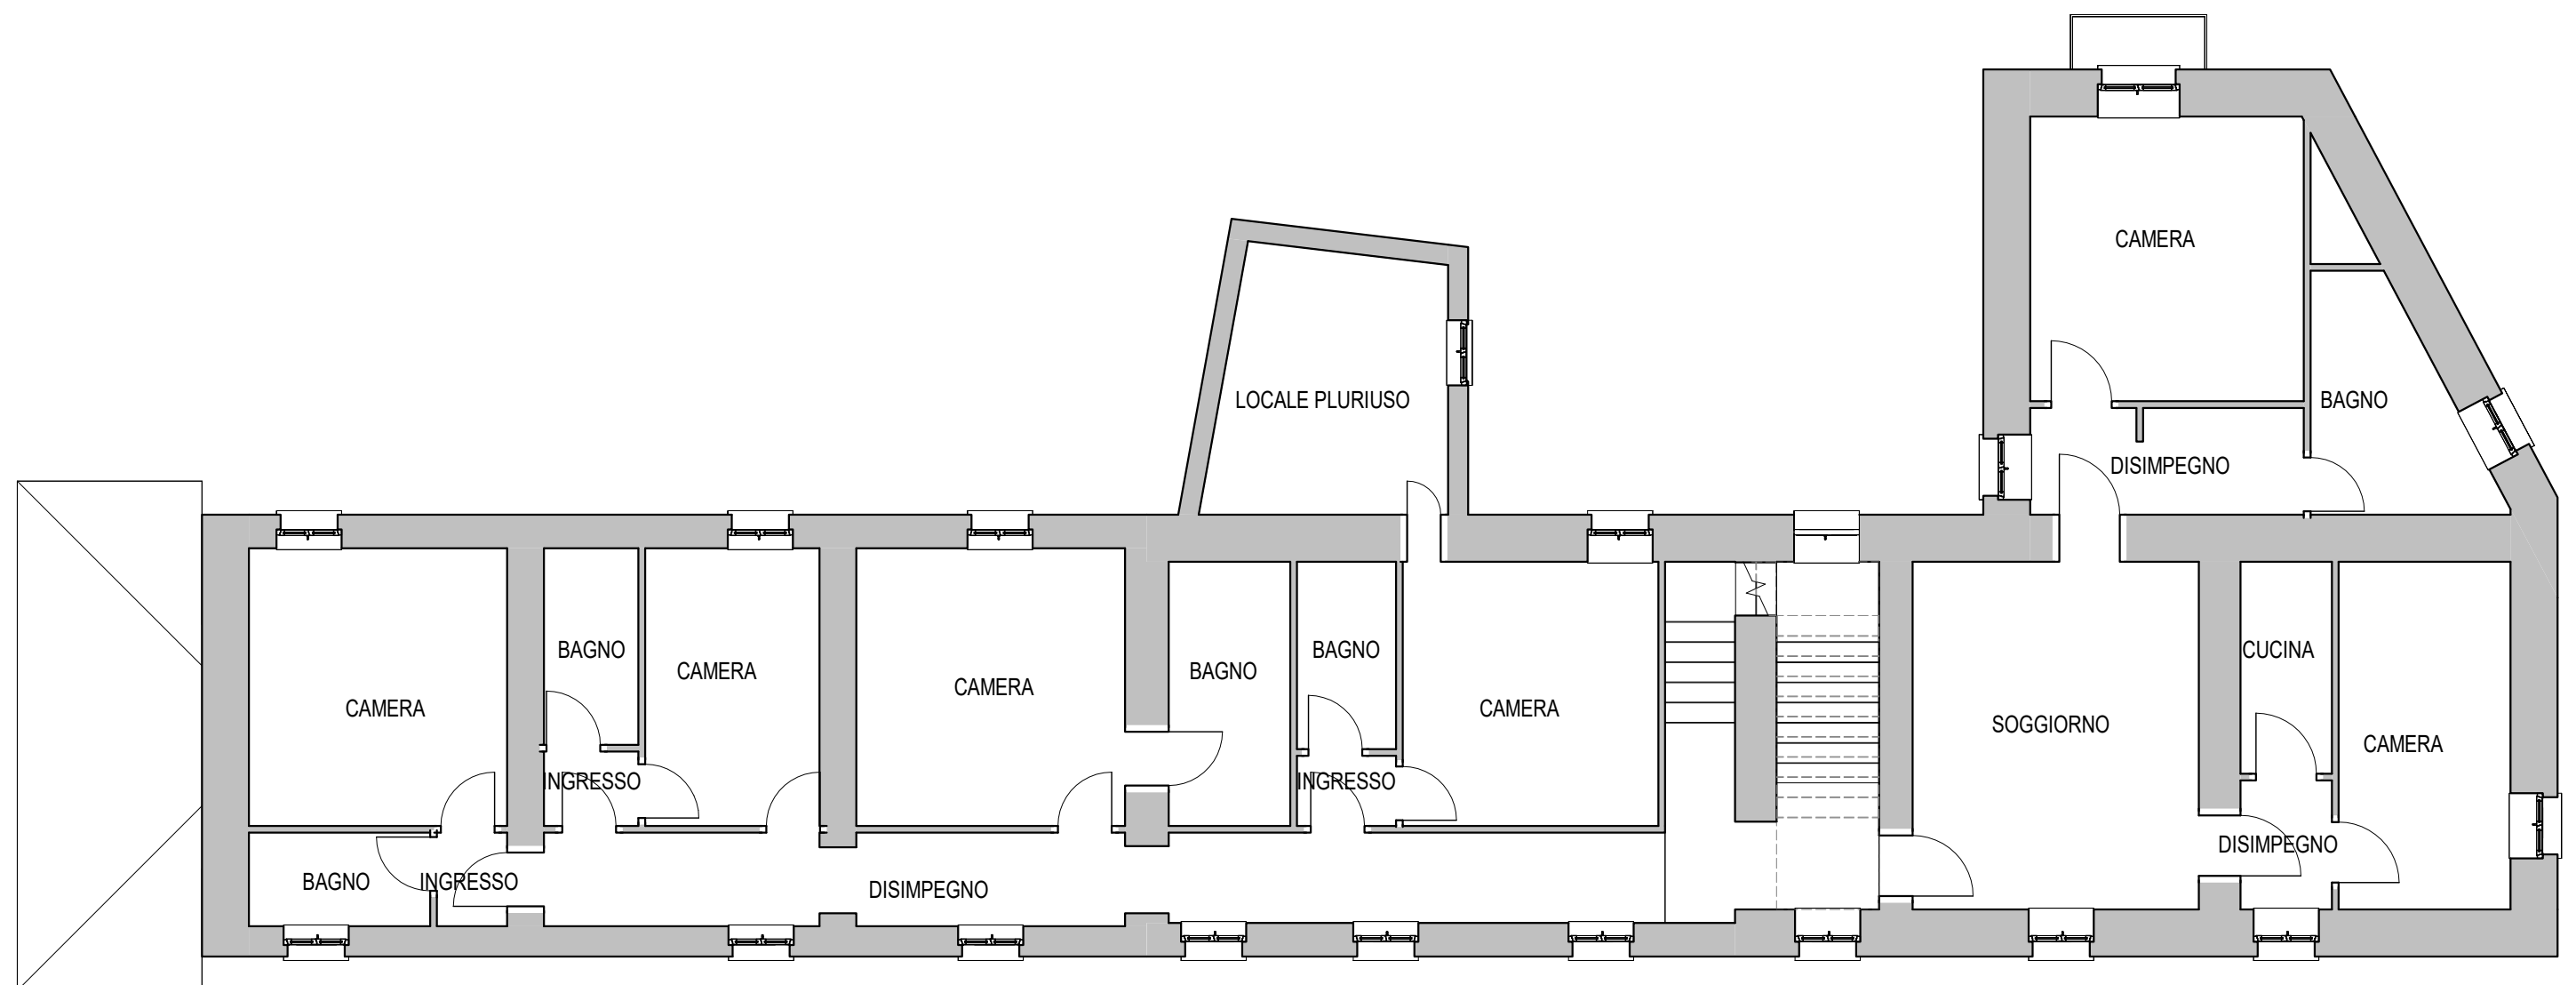 CAMERA
LOCALE PLURIUSO
BAGNO
DISIMPEGNO
BAGNO
CAMERA
BAGNO
CAMERA
BAGNO
BAGNO
CUCINA
CAMERA
CAMERA
SOGGIORNO
CAMERA
INGRESSO
INGRESSO
DISIMPEGNO
BAGNO
INGRESSO
DISIMPEGNO